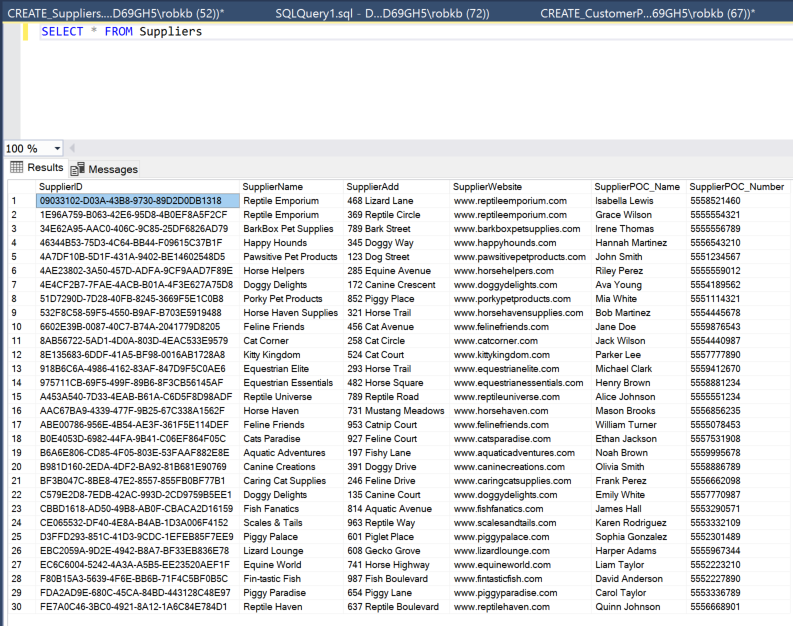 CREATE_Suppliers....D69GH5\robkb (52))* SQLQuery1.sql - D...D69GH5\robkb (72)) CREATE_CustomerP...69GH5\robkb (67))*
SELECT * FROM Suppliers
100 %
Results Messages
SupplierID SupplierName SupplierAdd SupplierWebsite SupplierPOC_Name SupplierPOC_Number
1 09033102-D03A-43B8-9730-89D2D0DB1318 Reptile Emporium 468 Lizard Lane www.reptileemporium.com Isabella Lewis 5558521460
2 1E96A759-B063-42E6-95D8-4B0EF8A5F2CF Reptile Emporium 369 Reptile Circle www.reptileemporium.com Grace Wilson 5555554321
3 34E62A95-AAC0-406C-9C85-25DF6826AD79 BarkBox Pet Supplies 789 Bark Street www.barkboxpetsupplies.com Irene Thomas 5555556789
4 46344B53-75D3-4C64-BB44-F09615C37B1F Happy Hounds 345 Doggy Way www.happyhounds.com Hannah Martinez 5556543210
5 4A7DF10B-5D1F-431A-9402-BE14602548D5 Pawsitive Pet Products 123 Dog Street www.pawsitivepetproducts.com John Smith 5551234567
6 4AE23802-3A50-457D-ADFA-9CF9AAD7F89E Horse Helpers 285 Equine Avenue www.horsehelpers.com Riley Perez 5559 559012
7 4E4CF2B7-7FAE-4ACB-B01A-4F3E627A75D8 Doggy Delights 172 Canine Crescent www.doggydelights.com Ava Young 5554189562
8 51D7290D-7D28-40FB-8245-3669F5E1C0B8 Porky Pet Products 852 Piggy Place www.porkypetproducts.com Mia White 5551114321
9 532F8C58-59F5-4550-B9AF-B703E5919488 Horse Haven Supplies 321 Horse Trail www.horsehavensupplies.com Bob Martinez 5554445678
10 6602E39B-0087-40C7-B74A-2041779D8205 Feline Friends 456 Cat Avenue www.felinefriends.com Jane Doe 5559876543
11 8AB56722-5AD1-4D0A-803D-4EAC533E9579 Cat Corner 258 Cat Circle www.catcorner.com Jack Wilson 5554440987
12 8E135683-6DDF-41A5-BF98-0016AB1728A8 Kitty Kingdom 524 Cat Court www.kittykingdom.com Parker Lee 5557777890
13 918B6C6A-4986-4162-83AF-847D9F5C0AE6 Equestrian Elite 293 Horse Trail www.equestrianelite.com Michael Clark 5559412670
14 975711CB-69F5-499F-89B6-8F3CB56145AF Equestrian Essentials 482 Horse Square www.equestrianessentials.com Henry Brown 5558881234
15 A453A540-7D33-4EAB-B61A-C6D5F8D98ADF Reptile Universe 789 Reptile Road www.reptileuniverse.com Alice Johnson 5555551234
16 AAC67BA9-4339-477F-9B25-67C338A1562F Horse Haven 731 Mustang Meadows www.horsehaven.com Mason Brooks 5556856235
17 ABE00786-956E-4B54-AE3F-361F5E114DEF Feline Friends 953 Catnip Court www.felinefriends.com William Turner 5555078453
18 B0E4053D-6982-44FA-9B41-C06EF864F05C Cats Paradise 927 Feline Court www.catsparadise.com Ethan Jackson 5557531908
19 B6A6E806-CD85-4F05-803E-53FAAF882E8E Aquatic Adventures 197 Fishy Lane www.aquaticadventures.com Noah Brown 5559995678
20 B981D160-2EDA-4DF2-BA92-81B681E90769 Canine Creations 391 Doggy Drive www.caninecreations.com Olivia Smith 5558886789
21 BF3B047C-8BE8-47E2-8557-855FB0BF77B1 Caring Cat Supplies 246 Feline Drive www.caringcatsupplies.com Frank Perez 5556662098
22 C579E2D8-7EDB-42AC-993D-2CD9759B5EE1 Doggy Delights 135 Canine Court www.doggydelights.com Emily White 5557770987
23 CBBD1618-AD50-49B8-AB0F-CBACA2D16159 Fish Fanatics 814 Aquatic Avenue www.fishfanatics.com James Hall 5553290571
24 CE065532-DF40-4E8A-B4AB-1D3A006F4152 Scales & Tails 963 Reptile Way www.scalesandtails.com Karen Rodriguez 5553332109
25 D3FFD293-851C-41D3-9CDC-1EFEB85F7EE9 Piggy Palace 601 Piglet Place www.piggypalace.com Sophia Gonzalez 5552301489
26 EBC2059A-9D2E-4942-B8A7-BF33EB836E78 Lizard Lounge 608 Gecko Grove www.lizardlounge.com Harper Adams 5555967344
27 EC6C6004-5242-4A3A-A5B5-EE23520AEF1F Equine World 741 Horse Highway www.equineworld.com Liam Taylor 5552223210
28 F80B15A3-5639-4F6E-BB6B-71F4C5BF0B5C Fin-tastic Fish 987 Fish Boulevard www.fintasticfish.com David Anderson 5552227890
29 FDA2AD9E-680C-45CA-84BD-443128C48E97 Piggy Paradise 654 Piggy Lane www.piggyparadise.com Carol Taylor 5553336789
30 FE7A0C46-3BC0-4921-8A12-1A6C84E784D1 Reptile Haven 637 Reptile Boulevard www.reptilehaven.com Quinn Johnson 5556668901